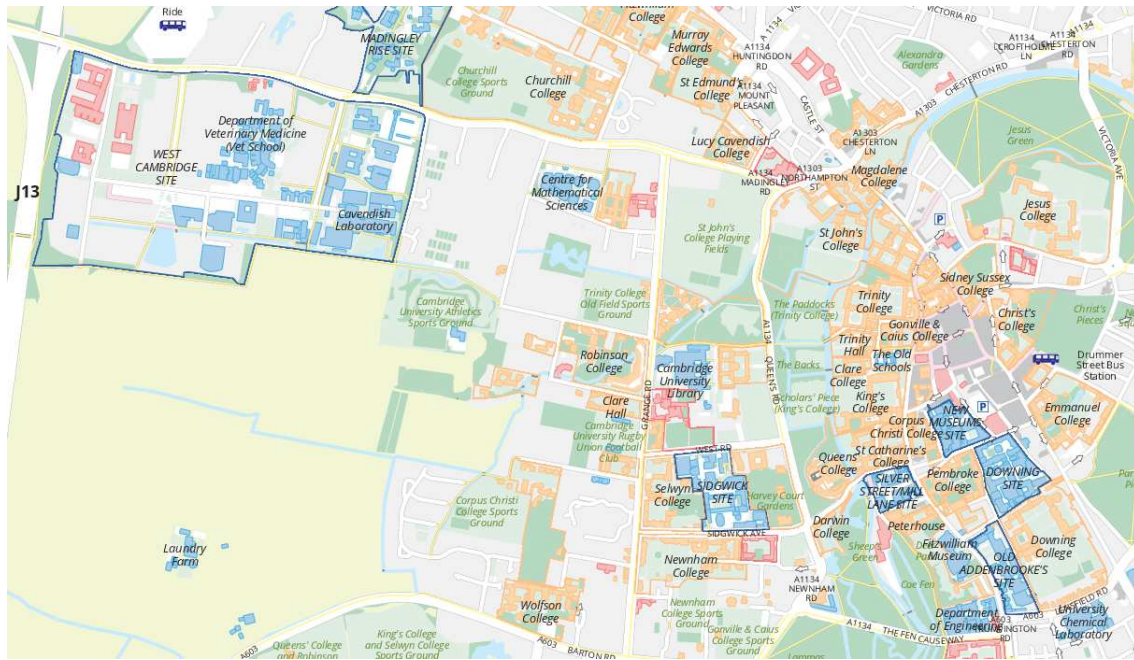 Ride
MADINGLEY
RISE SITE
College
Murray
Edwards
College
St Edmund's
College
Churchill
College Sports
Ground
Churchill
College
A 1134
A1134
HUNTINGDON
RD
A1134
MOUNT
PLEASANT
CASTLE ST
VICTORIA RD
Alexandra
Gardens
CHESTERTON RD
A1303
A1303
CHESTERTON
LN
Jesus
Green
VICTORIA AVE
Department of
Veterinary Medicine
(Vet School)
WEST
CAMBRIDGE
SITE
J13
Cavendish
Laboratory
Centre for
Mathematical
Sciences
Lucy Cavendish
College
A1134
MADINGLEY
RD
A1303
NORTHAMPTON
ST
Magdalene
College
Jesus
College
P
St John's
College Playing
Fields
St John's
College
Sidney Sussex
College
Cambridge
University Athletics
Sports Ground
Trinity College
Old Field Sports
Ground
The Paddocks
(Trinity College)
Trinity
College
Gonville &
Caius College
Christ's
College
Christ's
Pieces
A1134
QUEEN'S RD
Trinity
Hall
The Old
Schools
Clare
College
Robinson
College
Cambridge
University
Library
The Backs
Drummer
Street Bus
Station
GRANGE RD
Clare
Hall
Cambridge
University Rugby
Union Football
Club
Scholars' Piece
(King's College)
King's
College
Corpus
Christi College
NEW
MUSEUMS
SITE
P
Emmanuel
College
WEST RD
St Catharine's
College
Queens'
College
Corpus Christi
College Sports
Ground
Selwyn
College
SIDGWICK
SITE
Harvey Court
Gardens
SILVER
STREET/MILL
LANE SITE
Pembroke
College
DOWNING
SITE
Darwin
College
SIDGWICK AVE
Laundry
Farm
Newnham
College
Sheep's
Green
Peterhouse
Fitzwilliam
Museum
OLD
ADDENBROOKE'S
SITE
Downing
College
Coe Fen
A1134
NEWNHAM
RD
Wolfson
College
Newnham
College Sports
Ground
Department
of Engineering
LENSFIELD RD
A603
University
Chemical
Laboratory
A1134
THE FEN CAUSEWAY
A603
A603
BARTON RD
Queens' College
and Robinson
King's College
and Selwyn College
Sports Ground
Gonville & Caius
College Sports
Ground
Lammas